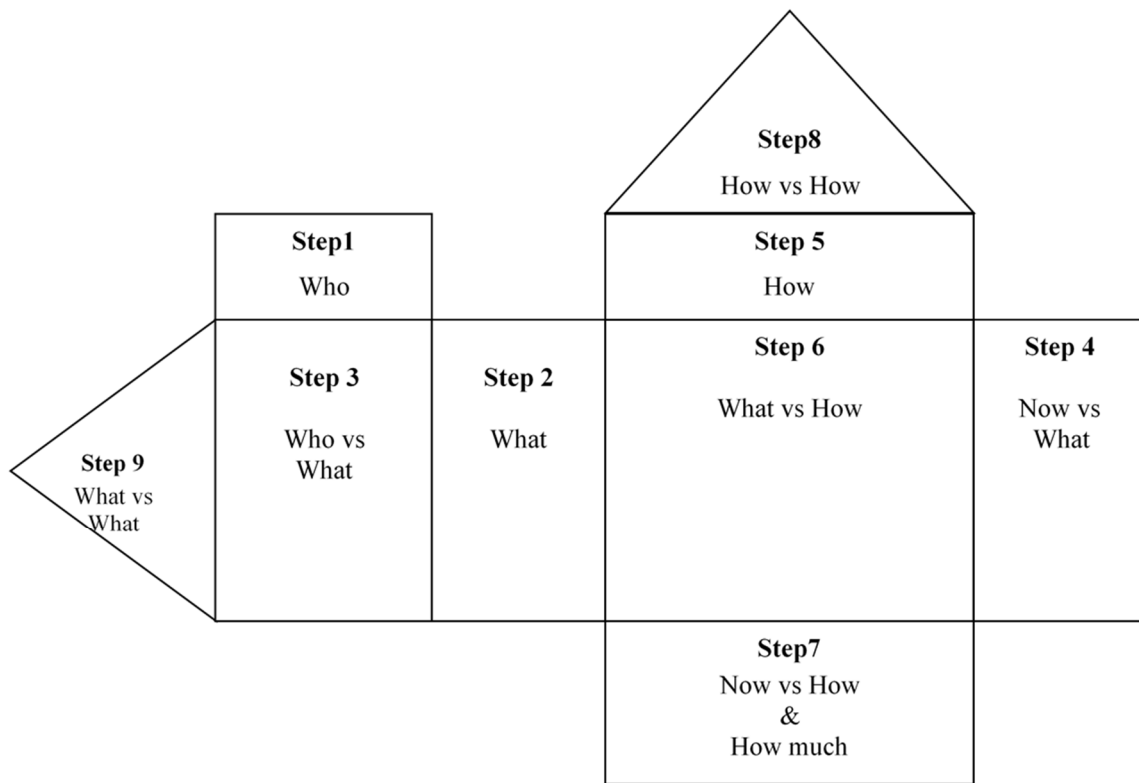 Step8
How vs How
Step1
Who
Step 5
How
Step 3
Who vs
What
Step 2
What
Step 6
What vs How
Step 4
Now vs
What
Step 9
What vs
What
Step7
Now vs How
&
How much